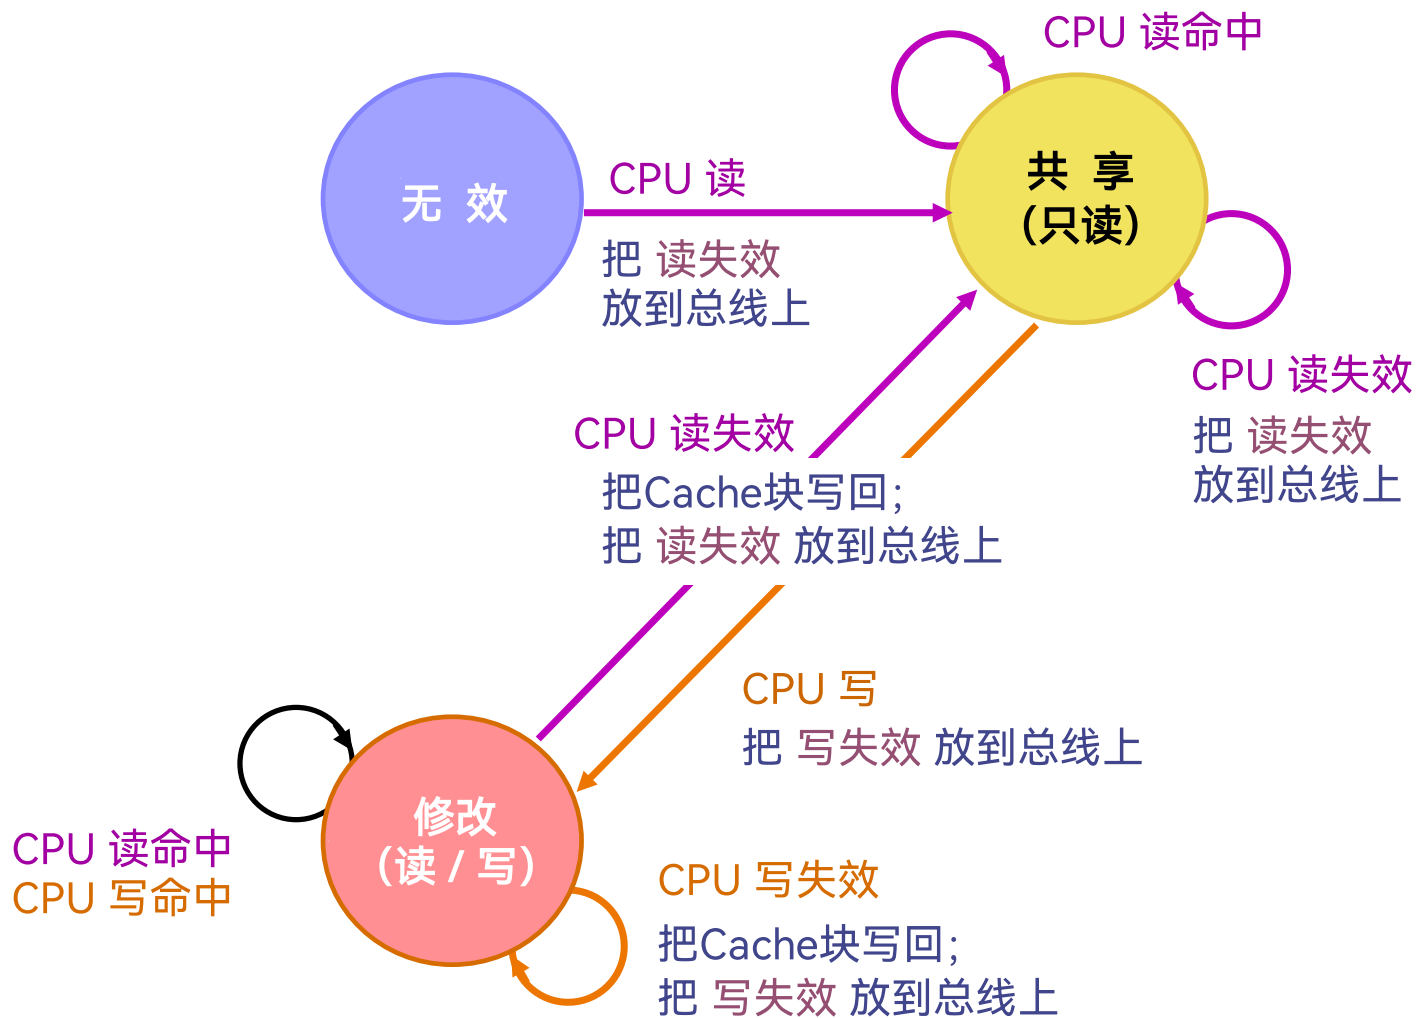 CPU 读命中
共 享
（只读）
无 效
CPU 读
把 读失效
放到总线上
CPU 读失效
把 读失效
放到总线上
CPU 读失效
把Cache块写回；
把 读失效 放到总线上
CPU 写
把 写失效 放到总线上
修改
（读 / 写）
CPU 读命中
CPU 写命中
CPU 写失效
把Cache块写回；
把 写失效 放到总线上